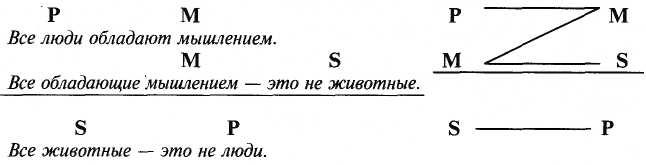 P M P M
Все люди обладают мышлением.
M S M S
Все обладающие мышлением — это не животные.
S P S P
Все животные — это не люди.